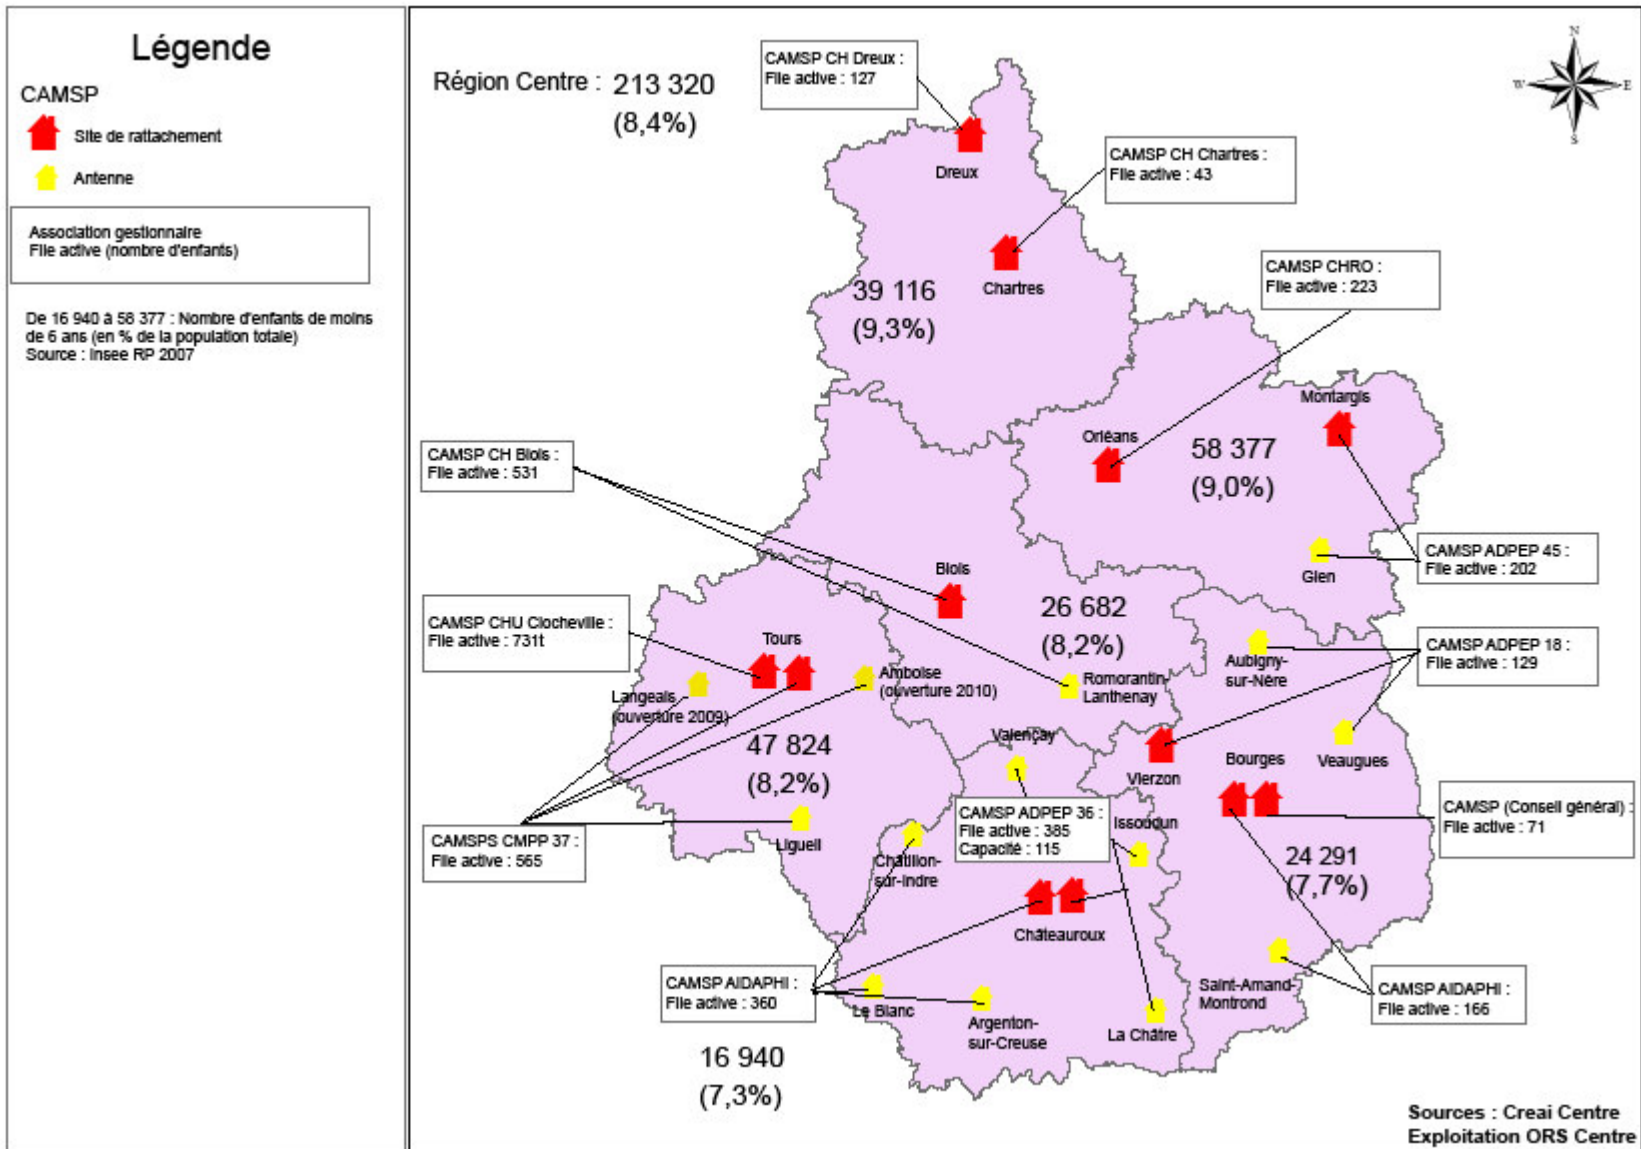 Légende
CAMSP
Site de rattachement
Antenne
Association gestionnaire
File active (nombre d'enfants)
De 16 940 à 58 377 : Nombre d'enfants de moins
de 6 ans (en % de la population totale)
Source : Insee RP 2007
Région Centre : 213 320
(8,4%)
CAMSP CH Dreux :
File active : 127
N
W
E
S
Dreux
CAMSP CH Chartres :
File active : 43
Chartres
39 116
(9,3%)
CAMSP CHRO :
File active : 223
Montargis
Orléans
58 377
(9,0%)
CAMSP CH Blois :
File active : 531
CAMSP ADPEP 45 :
File active : 202
Gien
Blois
26 682
(8,2%)
CAMSP CHU Clocheville :
File active : 731t
Tours
CAMSP ADPEP 18 :
File active : 129
Aubigny-
sur-Nère
Langeais
(ouverture 2009)
Amboise
(ouverture 2010)
Romorantin-
Lanthenay
47 824
(8,2%)
Valençay
Vierzon
Bourges
Veaugues
CAMSP ADPEP 36 :
File active : 385
Capacité : 115
Issoudun
CAMSP (Conseil général) :
File active : 71
CAMSPS CMPP 37 :
File active : 565
Ligueil
Châtillon-
sur-Indre
24 291
(7,7%)
Châteauroux
CAMSP AIDAPHI :
File active : 360
Le Blanc
Argenton-
sur-Creuse
La Châtre
Saint-Amand-
Montrond
CAMSP AIDAPHI :
File active : 166
16 940
(7,3%)
Sources : Creai Centre
Exploitation ORS Centre